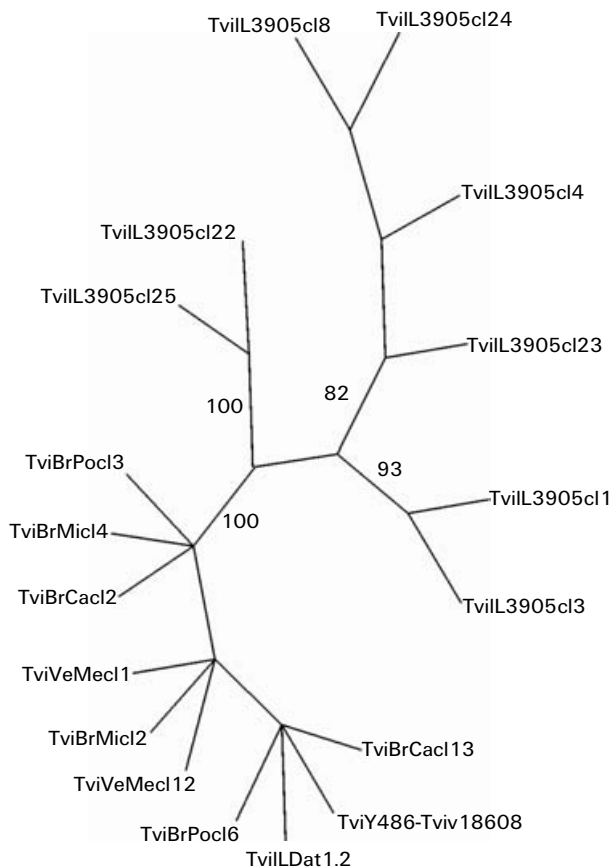 TviIL3905cl8
TviIL3905cl24
TviIL3905cl4
TviIL3905cl22
TviIL3905cl25
TviIL3905cl23
82
100
TviBrPocl3
93
TviIL3905cl1
100
TviBrMicl4
TviBrCacl2
TviIL3905cl3
TviVeMecl1
TviBrMicl2
TviBrCacl13
TviVeMecl12
TviY486-Tviv18608
TviBrPocl6
TviILDat1.2